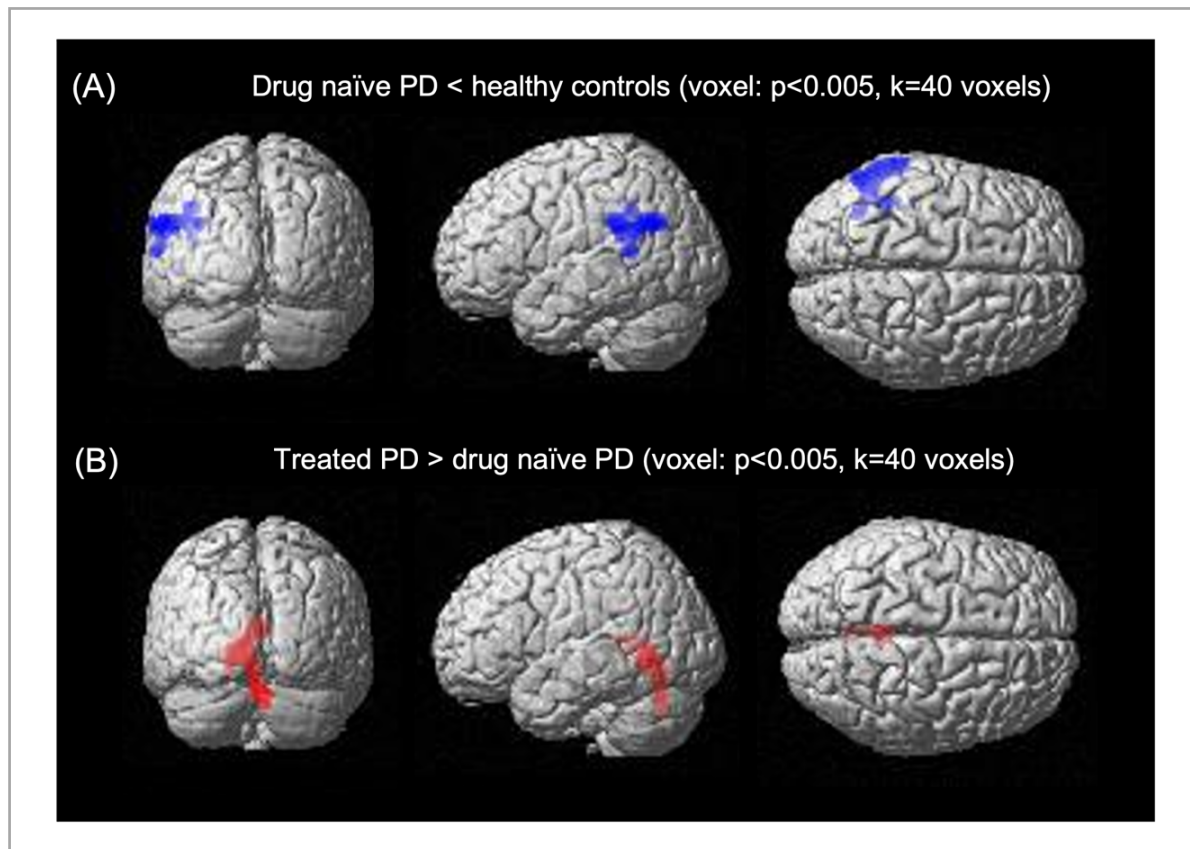 (A) Drug naïve PD < healthy controls (voxel: p<0.005, k=40 voxels)
(B) Treated PD > drug naïve PD (voxel: p<0.005, k=40 voxels)